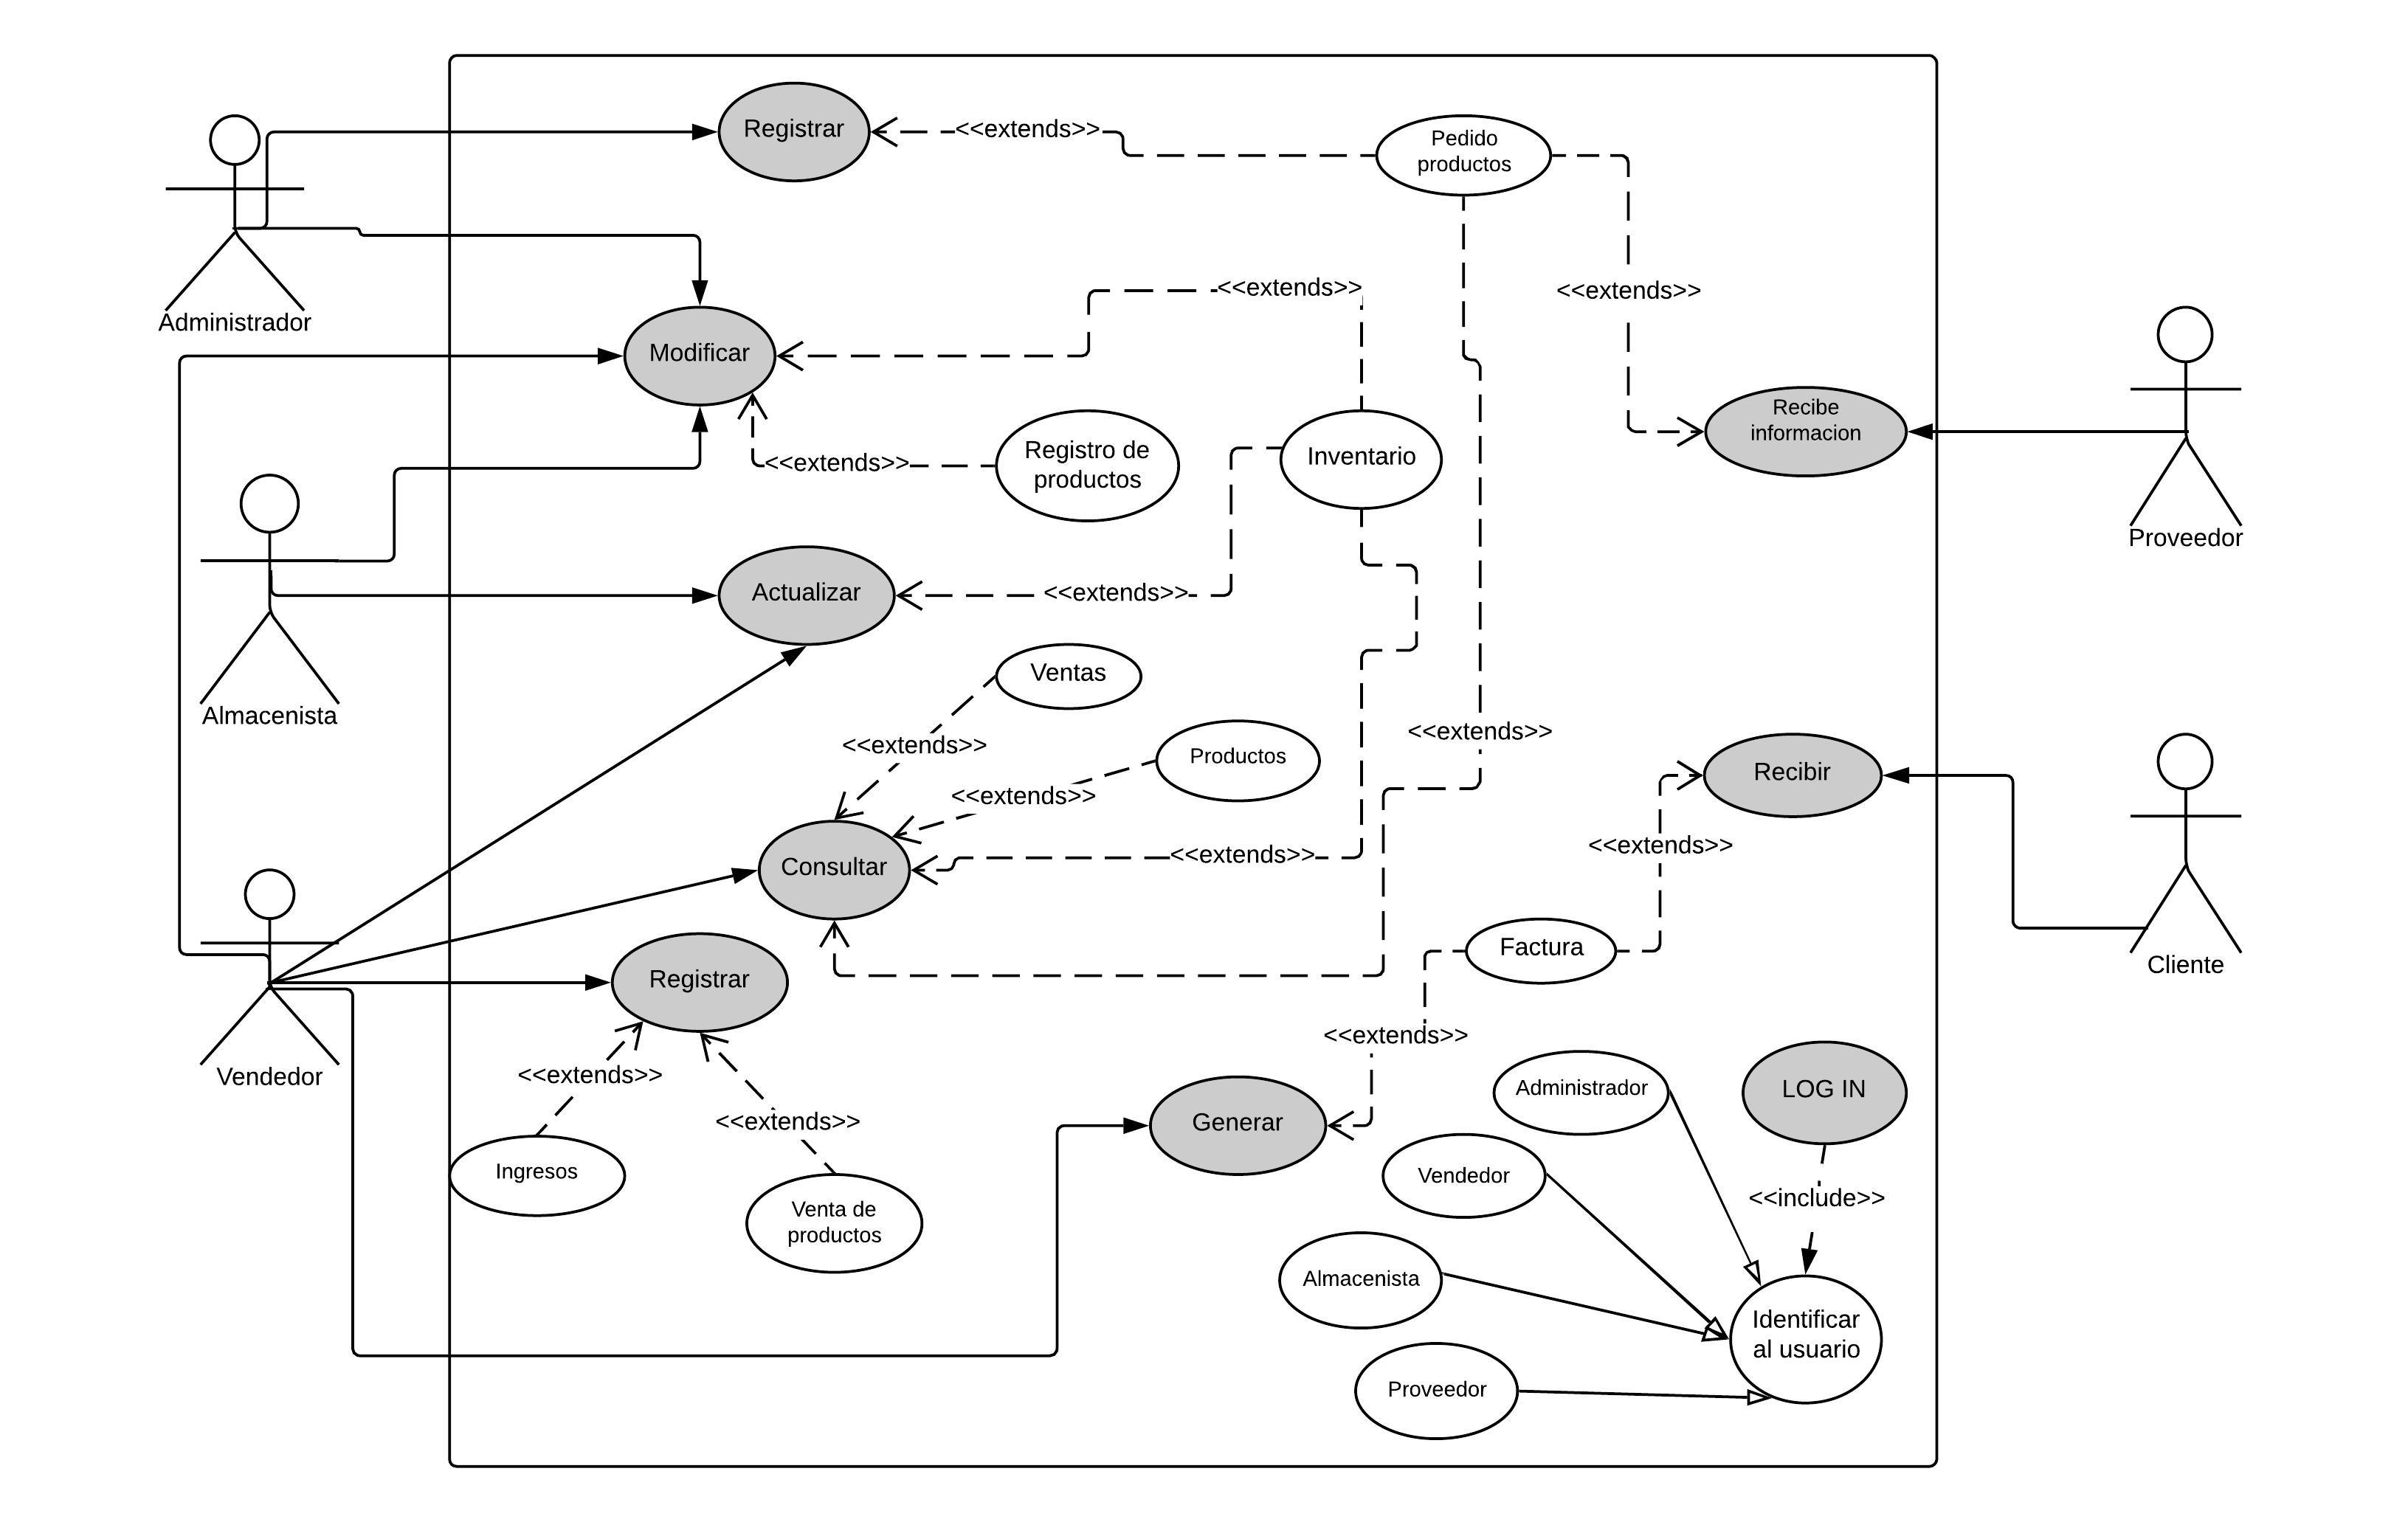 Registrar
<<extends>>
Pedido
productos
Administrador
<<extends>>
<<extends>>
Modificar
Recibe
informacion
Registro de
productos
<<extends>>
Inventario
Proveedor
Actualizar
<<extends>>
Almacenista
Ventas
<<extends>>
<<extends>>
Productos
<<extends>>
Recibir
Consultar
<<extends>>
<<extends>>
Registrar
Factura
Cliente
Vendedor
<<extends>>
<<extends>>
<<extends>>
Generar
Administrador
LOG IN
Ingresos
Vendedor
<<include>>
Venta de
productos
Almacenista
Identificar
al usuario
Proveedor